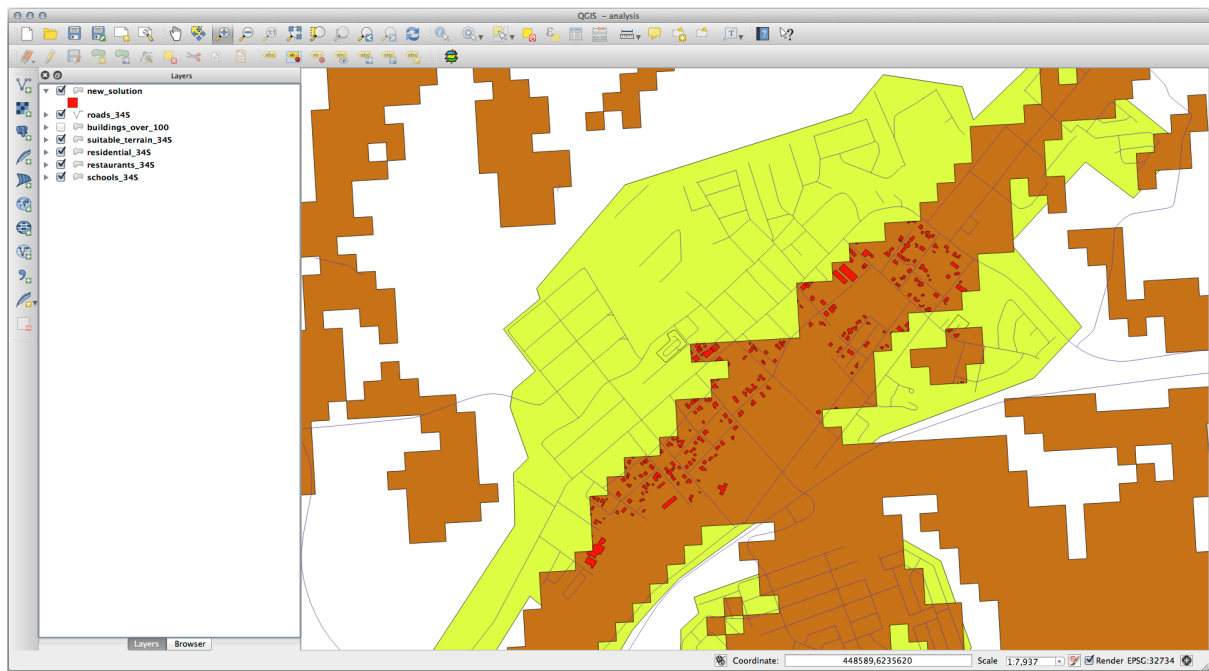 QGIS - analysis
Layers
new_solution
roads_34S
buildings_over_100
suitable_terrain_34S
residential_34S
restaurants_34S
schools_34S
Layers Browser
Coordinate: 448589,6235620 Scale 1:7,937 Render EPSG:32734